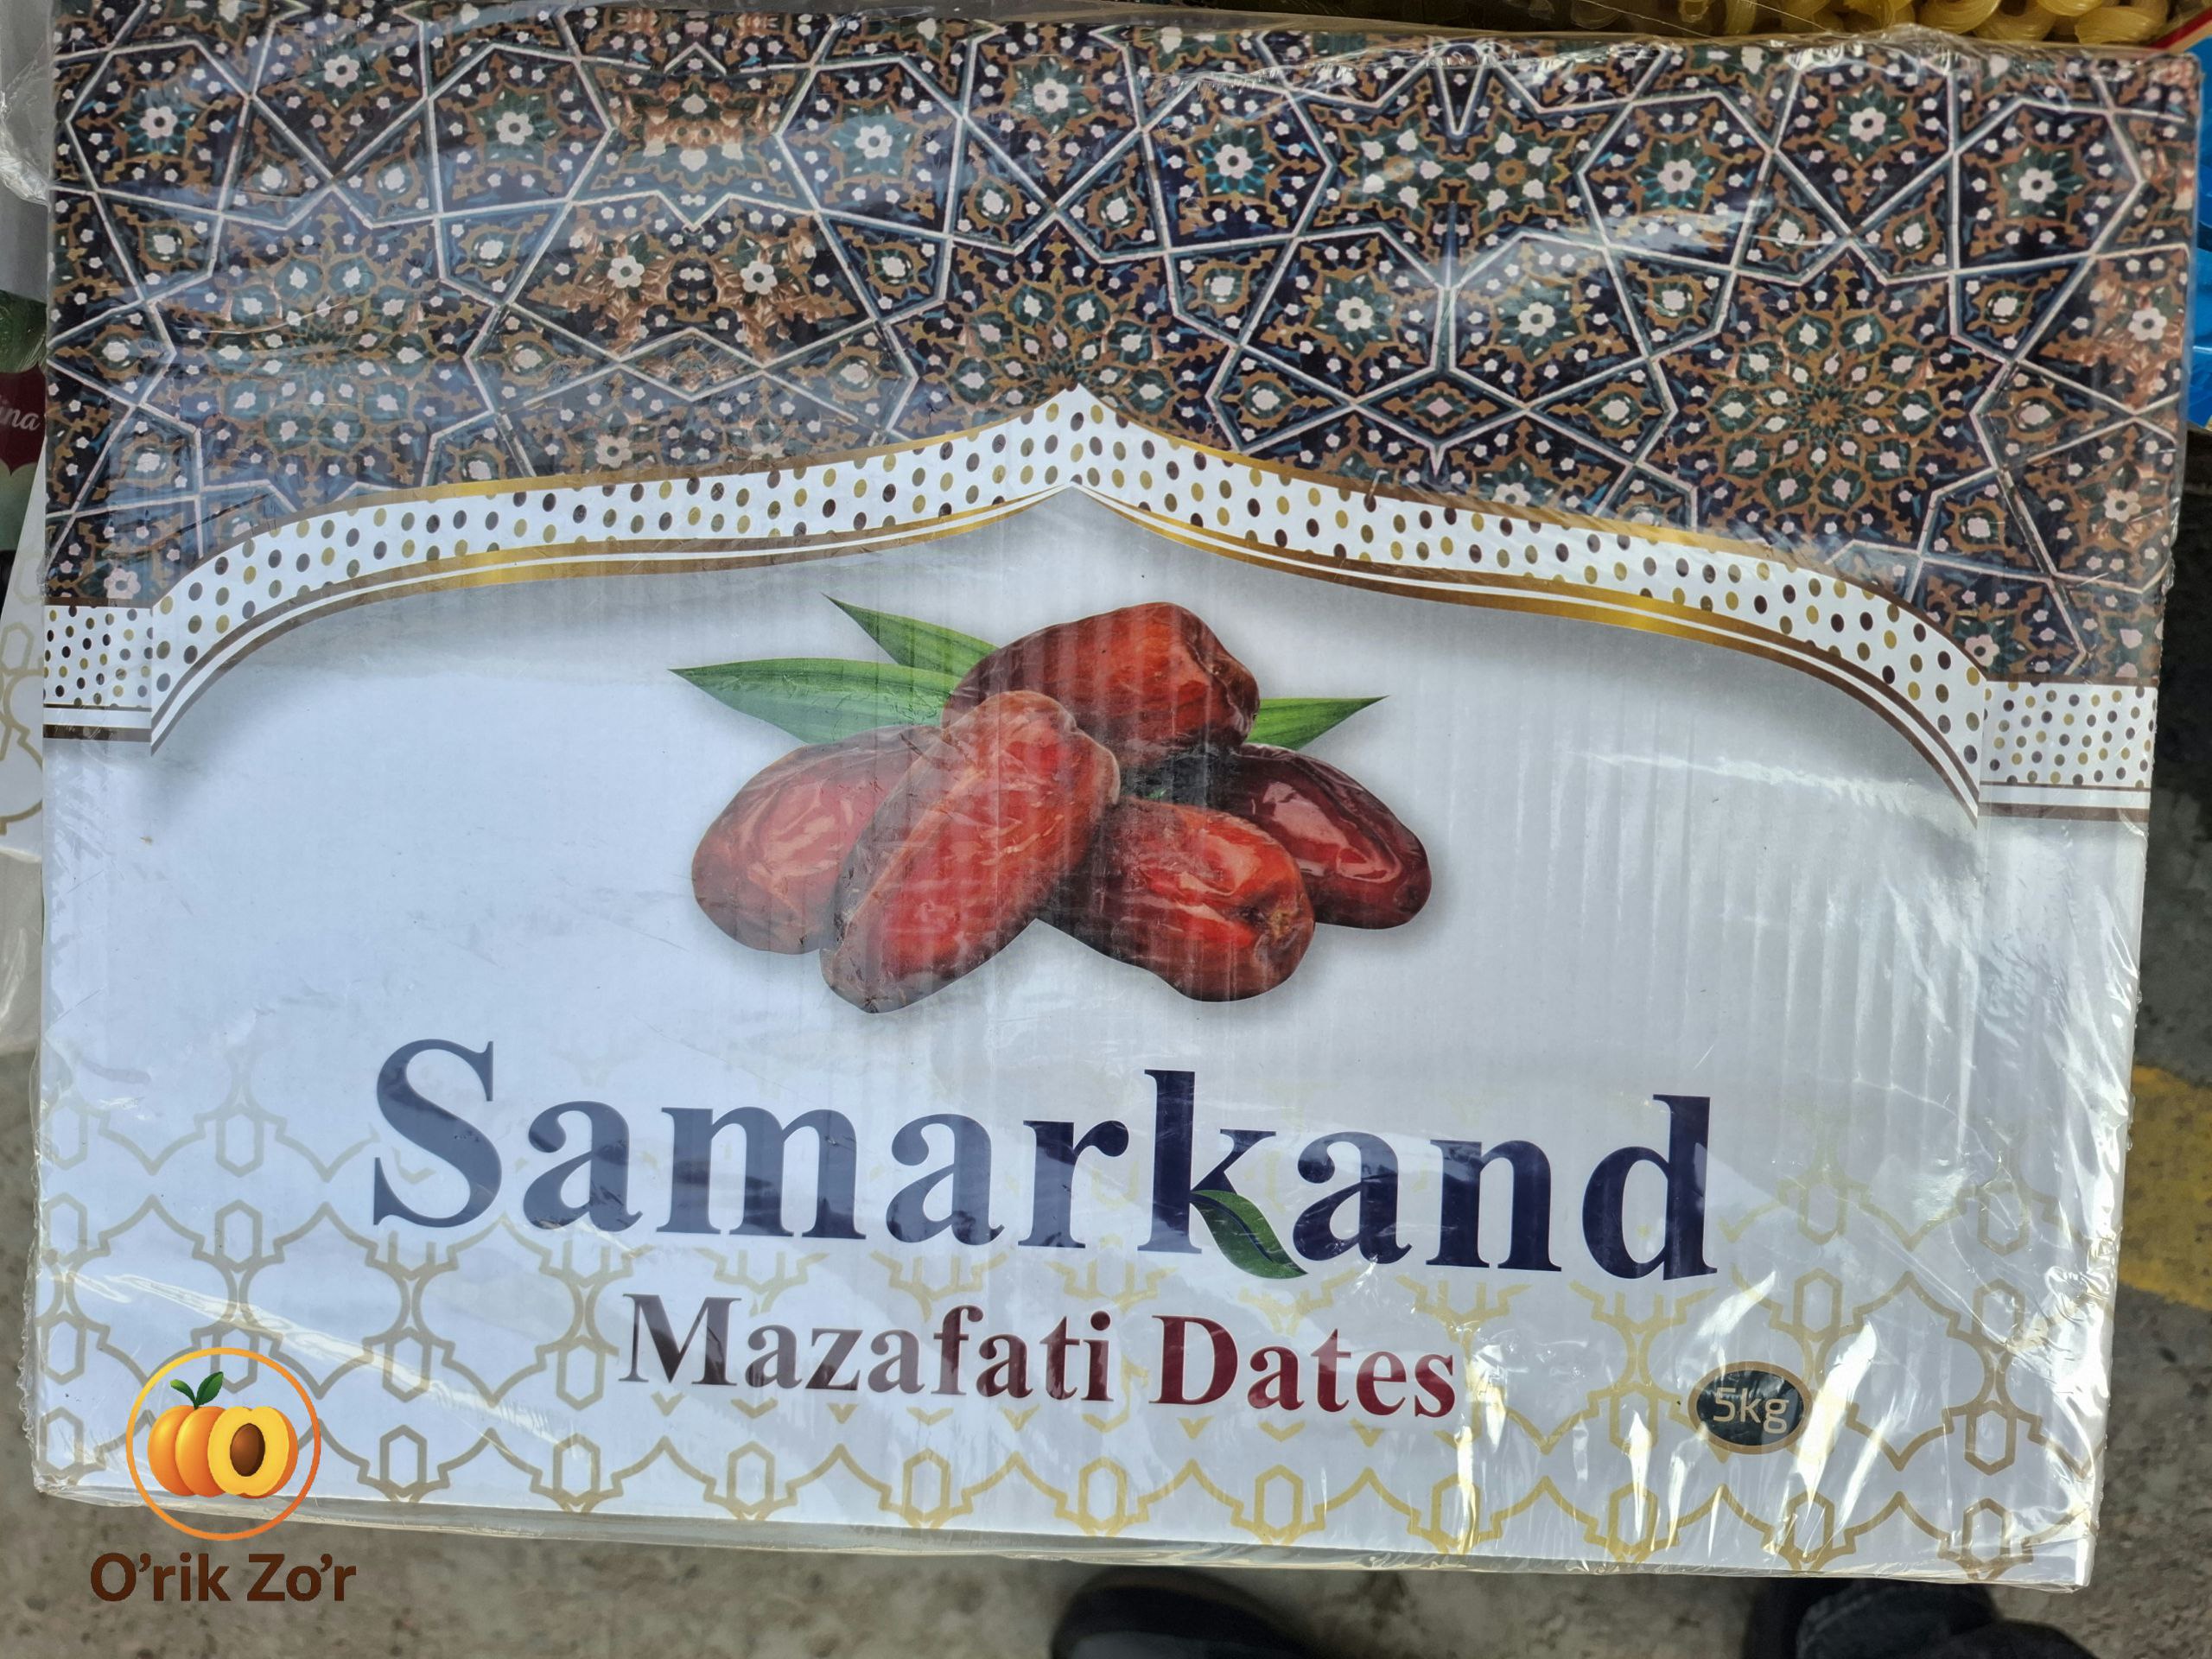 Samarkand
Mazafati Dates
5kg
O'rik Zo'r